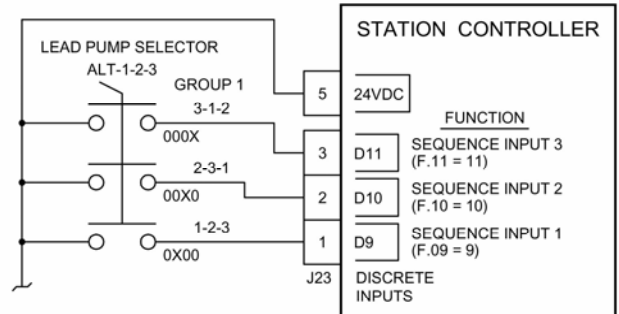 STATION CONTROLLER
LEAD PUMP SELECTOR
ALT-1-2-3
GROUP 1
5
24VDC
FUNCTION
3-1-2
000X
3
D11
SEQUENCE INPUT 3
(F.11 = 11)
2-3-1
00X0
2
D10
SEQUENCE INPUT 2
(F.10 = 10)
1-2-3
0X00
1
D9
SEQUENCE INPUT 1
(F.09 = 9)
J23
DISCRETE
INPUTS